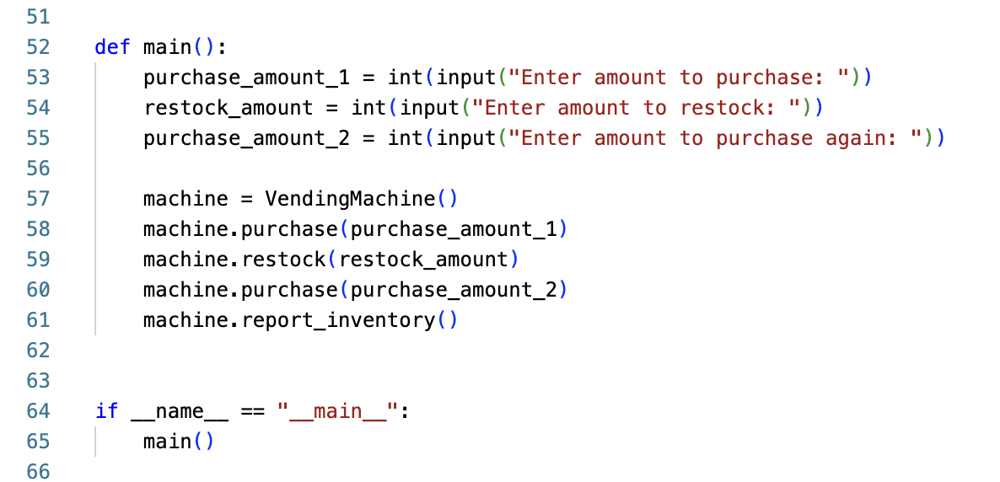 51
52 def main():
53     purchase_amount_1 = int(input("Enter amount to purchase: "))
54     restock_amount = int(input("Enter amount to restock: "))
55     purchase_amount_2 = int(input("Enter amount to purchase again: "))
56
57     machine = VendingMachine()
58     machine.purchase(purchase_amount_1)
59     machine.restock(restock_amount)
60     machine.purchase(purchase_amount_2)
61     machine.report_inventory()
62
63
64 if __name__ == "__main__":
65     main()
66